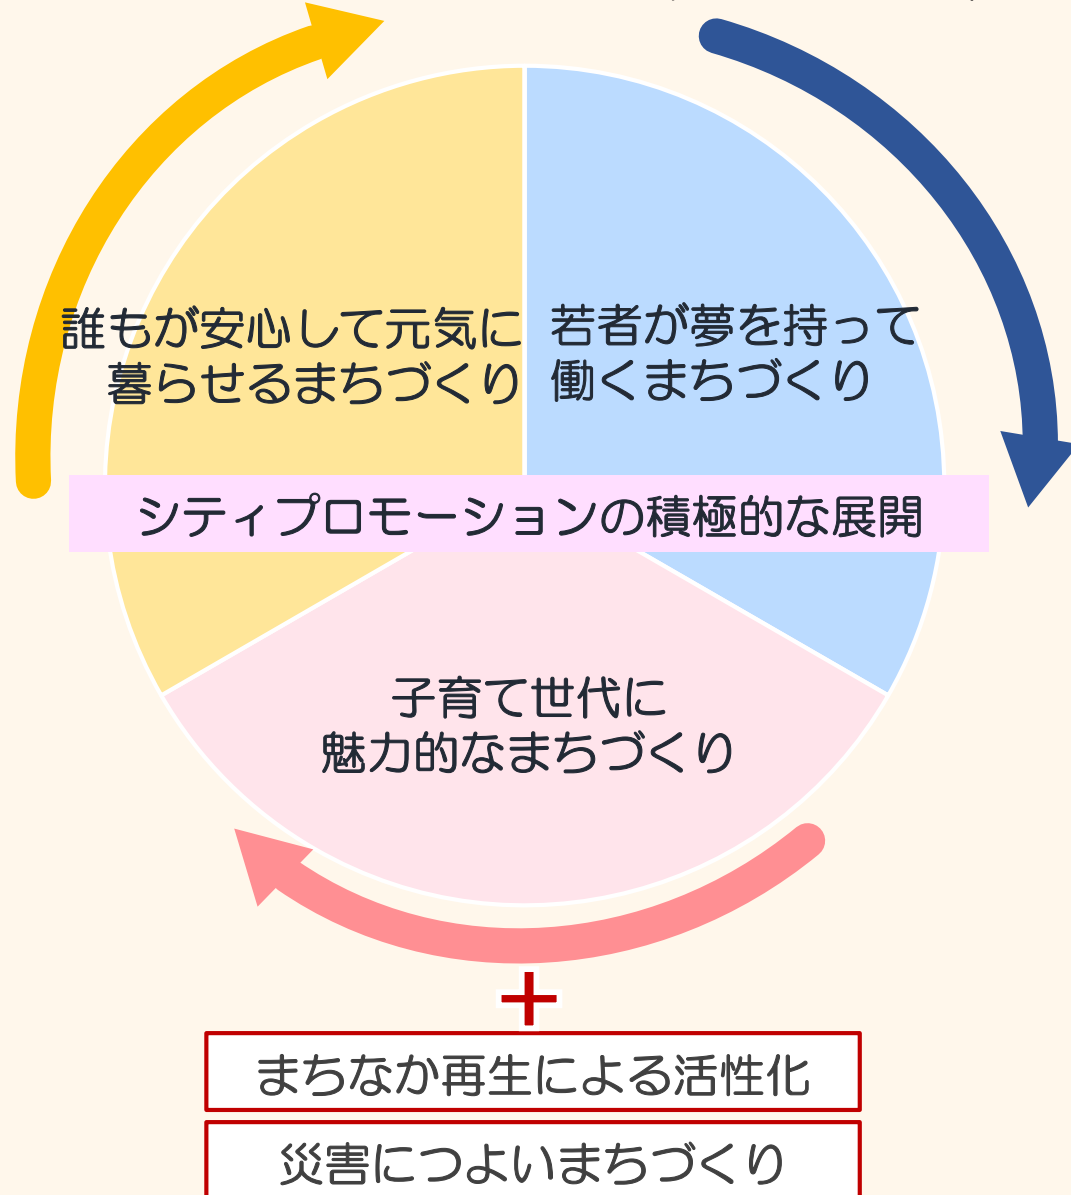 誰もが安心して元気に
暮らせるまちづくり
若者が夢を持って
働くまちづくり
シティプロモーションの積極的な展開
子育て世代に
魅力的なまちづくり
+
まちなか再生による活性化
災害につよいまちづくり